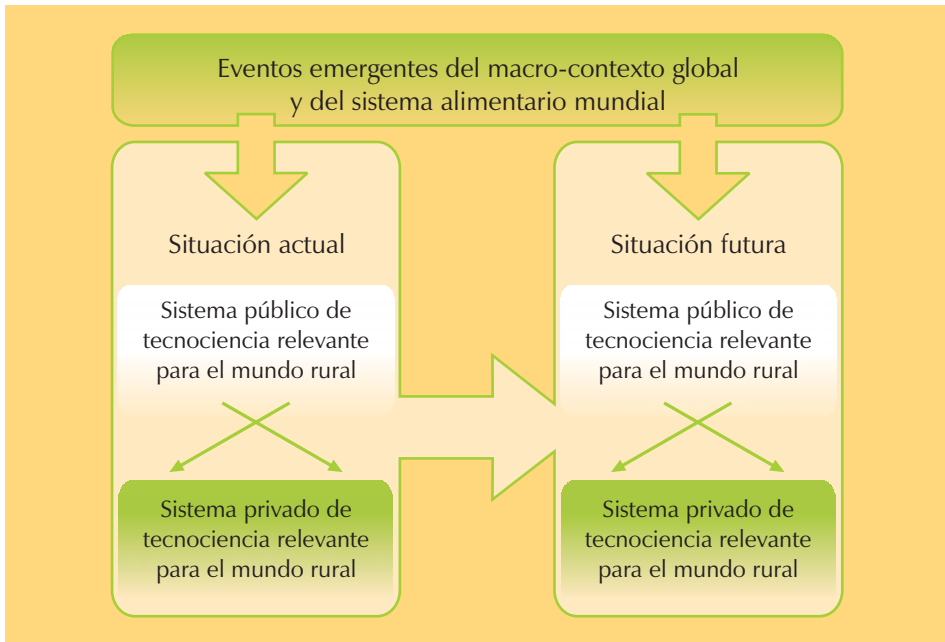 Eventos emergentes del macro-contexto global
y del sistema alimentario mundial
Situación actual
Sistema público de
tecnociencia relevante
para el mundo rural
Sistema privado de
tecnociencia relevante
para el mundo rural
Situación futura
Sistema público de
tecnociencia relevante
para el mundo rural
Sistema privado de
tecnociencia relevante
para el mundo rural